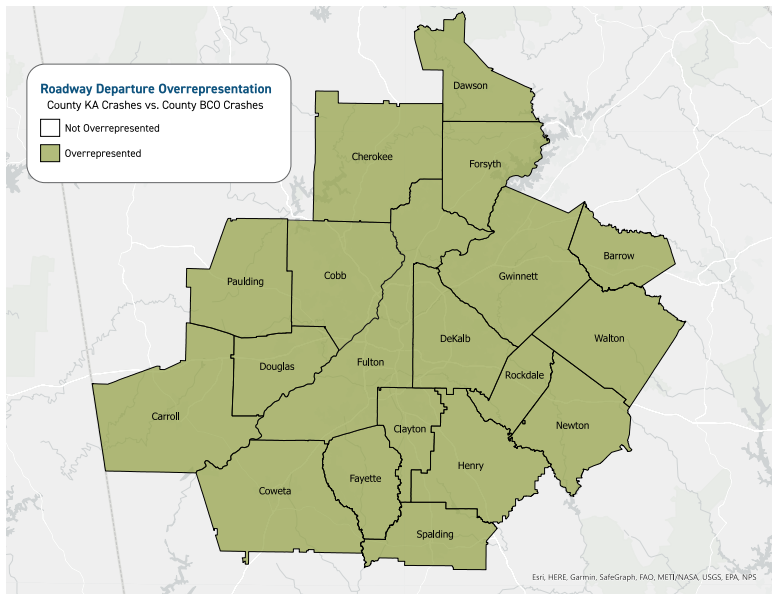 Roadway Departure Overrepresentation
County KA Crashes vs. County BCO Crashes
Not Overrepresented
Overrepresented
Dawson
Cherokee
Forsyth
Barrow
Gwinnett
Cobb
Paulding
DeKalb
Walton
Fulton
Douglas
Rockdale
Carroll
Newton
Clayton
Henry
Fayette
Coweta
Spalding
Esri, HERE, Garmin, SafeGraph, FAO, METI/NASA, USGS, EPA, NPS